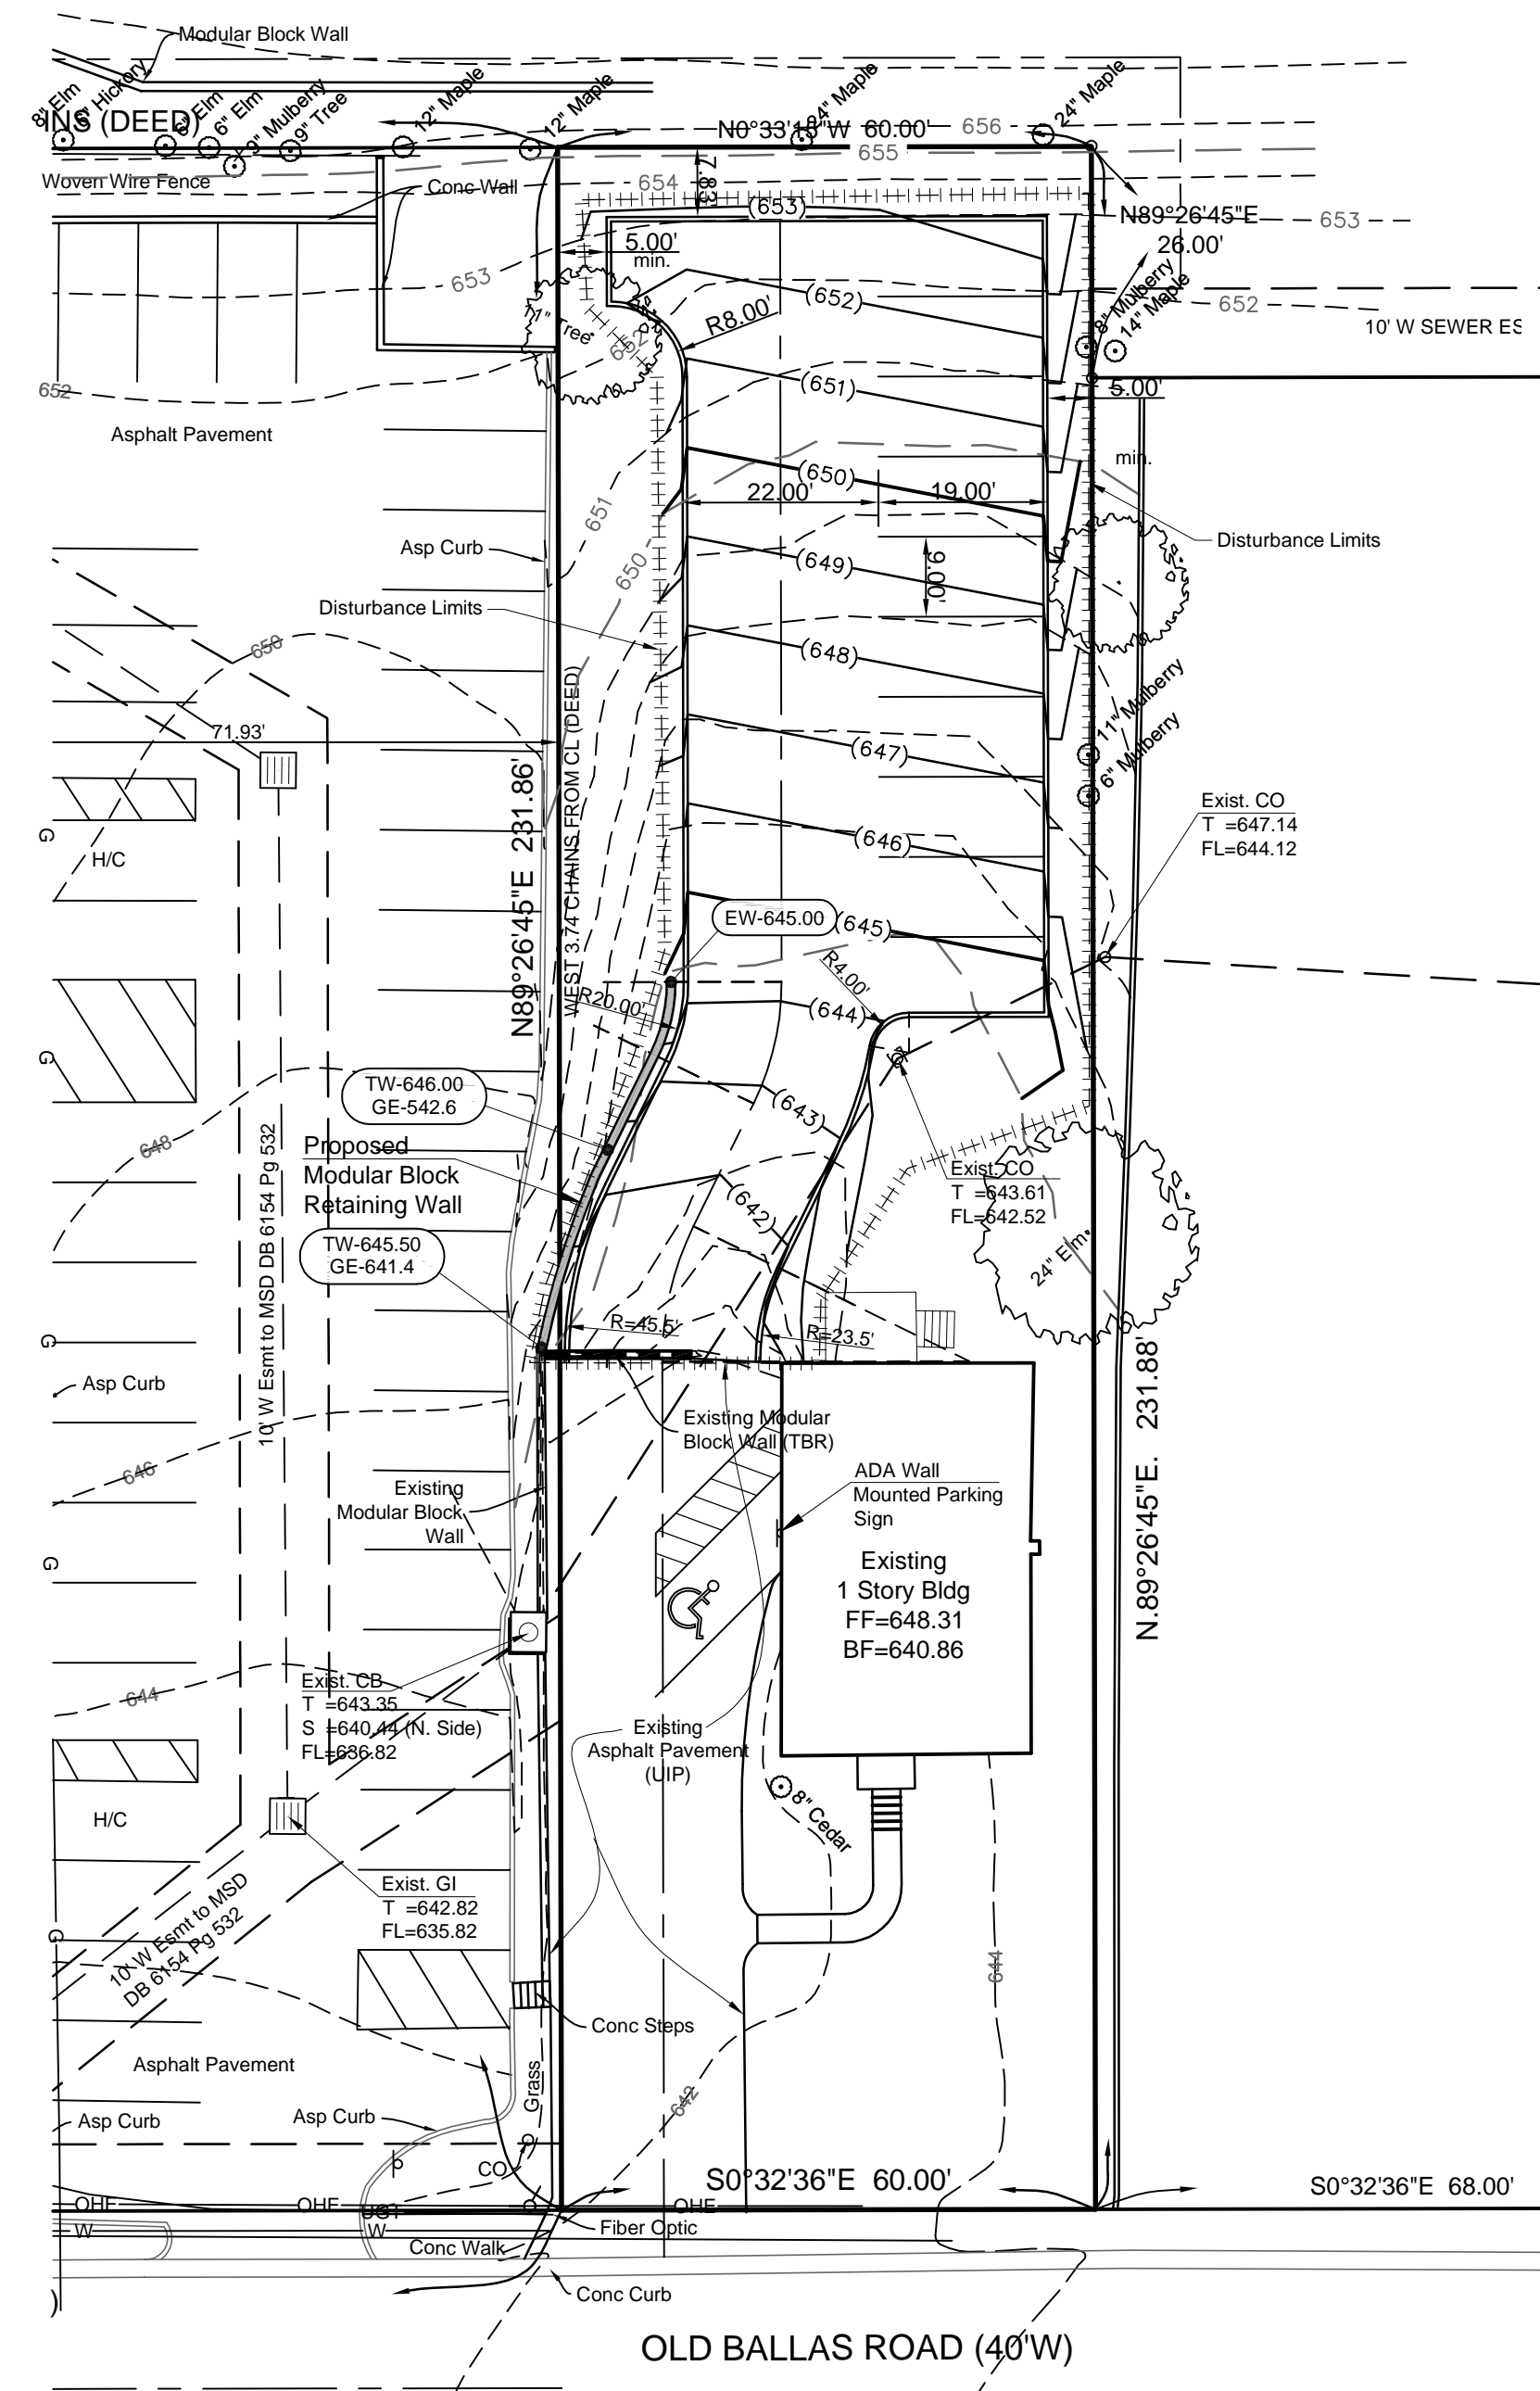 Modular Block Wall
8" Elm
6" Hickory
6" Elm
6" Elm
9" Mulberry
9" Tree
12" Maple
12" Maple
24" Maple
24" Maple
INS (DEED)
N0°33'15"W 60.00'
656
655
Woven Wire Fence
Conc Wall
654
7.83'
(653)
N89°26'45"E
26.00'
653
5.00'
min.
653
(652)
652
8" Mulberry
14" Maple
10' W SEWER ES
R8.00'
11" Tree
652
652
(651)
5.00'
min.
Asphalt Pavement
(650)
22.00'
19.00'
651
Asp Curb
Disturbance Limits
650
(649)
9.00'
Disturbance Limits
650
(648)
11" Mulberry
6" Mulberry
71.93'
(647)
N89°26'45"E 231.86'
WEST 3.74 CHAINS FROM CL (DEED)
Exist. CO
T =647.14
FL=644.12
G
H/C
(646)
EW-645.00
(645)
R4.00'
R20.00'
(644)
G
TW-646.00
GE-542.6
(643)
648
Proposed
Modular Block
Retaining Wall
10' W Esmt to MSD DB 6154 Pg 532
Exist. CO
T =643.61
FL=642.52
(642)
TW-645.50
GE-641.4
24" Elm
R=45.5'
R=23.5'
G
Asp Curb
Existing Modular
Block Wall (TBR)
N.89°26'45"E. 231.88'
646
ADA Wall
Mounted Parking
Sign
Existing
Modular Block
Wall
G
Existing
1 Story Bldg
FF=648.31
BF=640.86
Exist. CB
T =643.35
S =640.44 (N. Side)
FL=636.82
644
Existing
Asphalt Pavement
(UIP)
H/C
8" Cedar
Exist. GI
T =642.82
FL=635.82
G
10' W Esmt to MSD
DB 6154 Pg 532
644
Conc Steps
Asphalt Pavement
Grass
642
Asp Curb
Asp Curb
CO
S0°32'36"E 60.00'
S0°32'36"E 68.00'
OHE
OHE
OHE
UGT
W
W
Fiber Optic
Conc Walk
Conc Curb
)
OLD BALLAS ROAD (40'W)